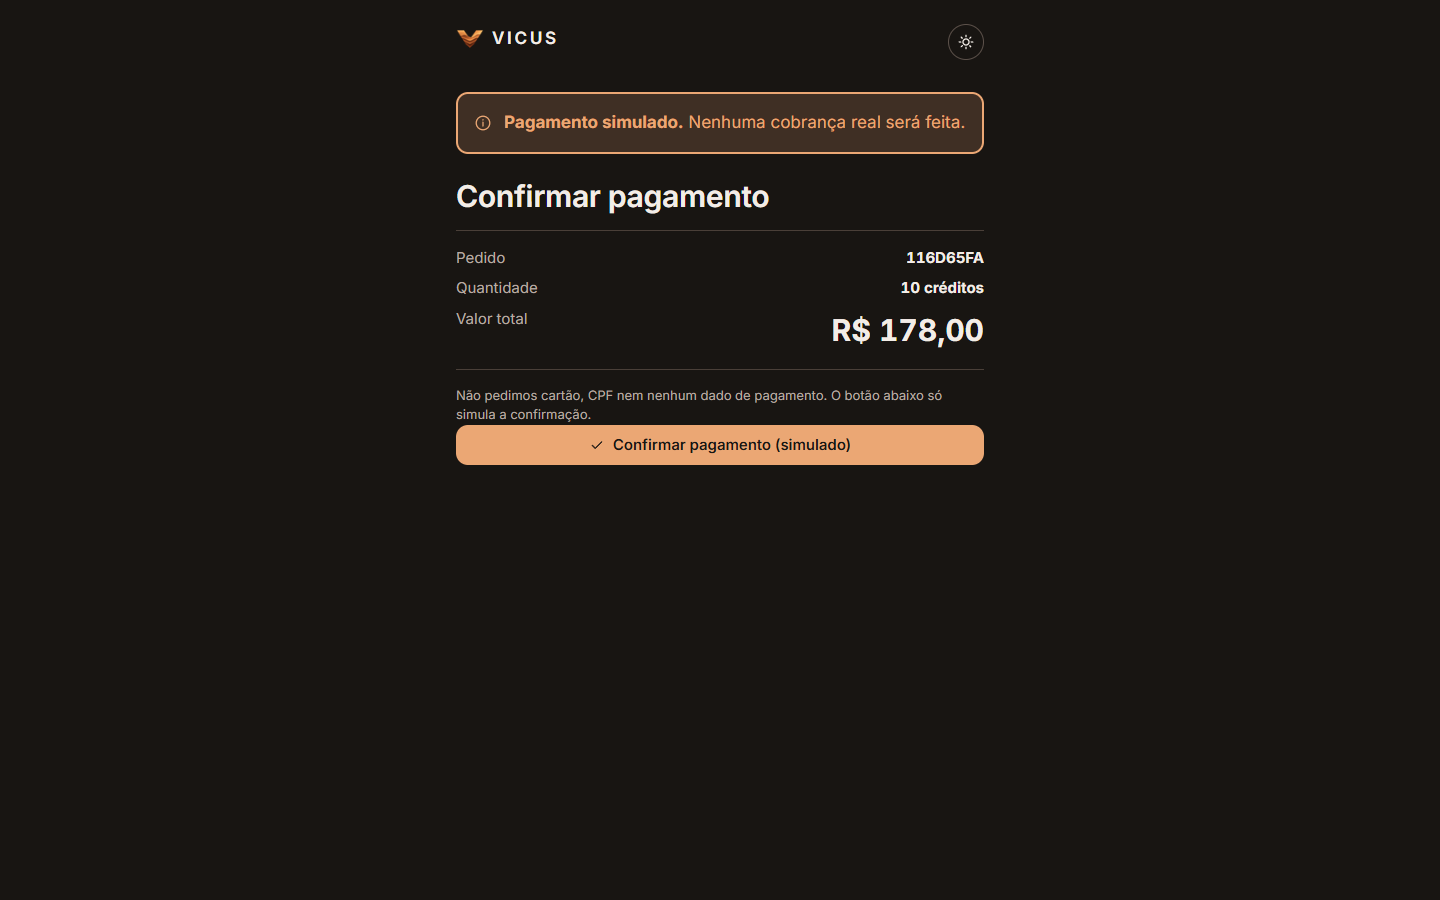 VICUS
Pagamento simulado. Nenhuma cobrança real será feita.
Confirmar pagamento
Pedido 116D65FA
Quantidade 10 créditos
Valor total R$ 178,00
Não pedimos cartão, CPF nem nenhum dado de pagamento. O botão abaixo só
simula a confirmação.
Confirmar pagamento (simulado)